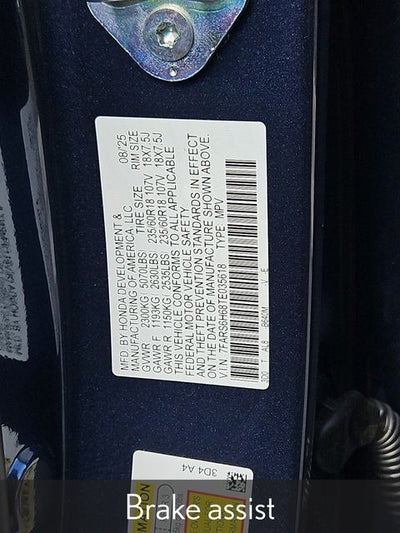 MFD. BY HONDA DEVELOPMENT &
MANUFACTURING OF AMERICA, LLC 08/25
TIRE SIZE RIM SIZE
GVWR 2300KG 5070LBS
GAWR F 1193KG 2630LBS 235/60R18 107V 18X7.5J
GAWR R 1150KG 2535LBS 235/60R18 107V 18X7.5J
THIS VEHICLE CONFORMS TO ALL APPLICABLE
FEDERAL MOTOR VEHICLE SAFETY
AND THEFT PREVENTION STANDARDS IN EFFECT
ON THE DATE OF MANUFACTURE SHOWN ABOVE.
V.I.N. 7FARS6H68TE035518 TYPE MPV
3D4 A4
Brake assist